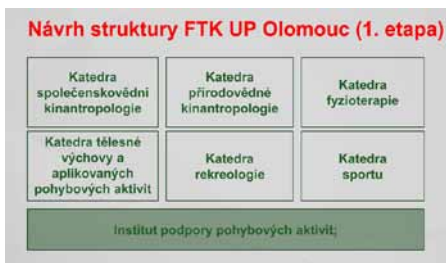 Návrh struktury FTK UP Olomouc (1. etapa)
Katedra
společenskovědní
kinantropologie
Katedra
přírodovědné
kinantropologie
Katedra
fyzioterapie
Katedra tělesné
výchovy a
aplikovaných
pohybových aktivit
Katedra
rekreologie
Katedra
sportu
Institut podpory pohybových aktivit;